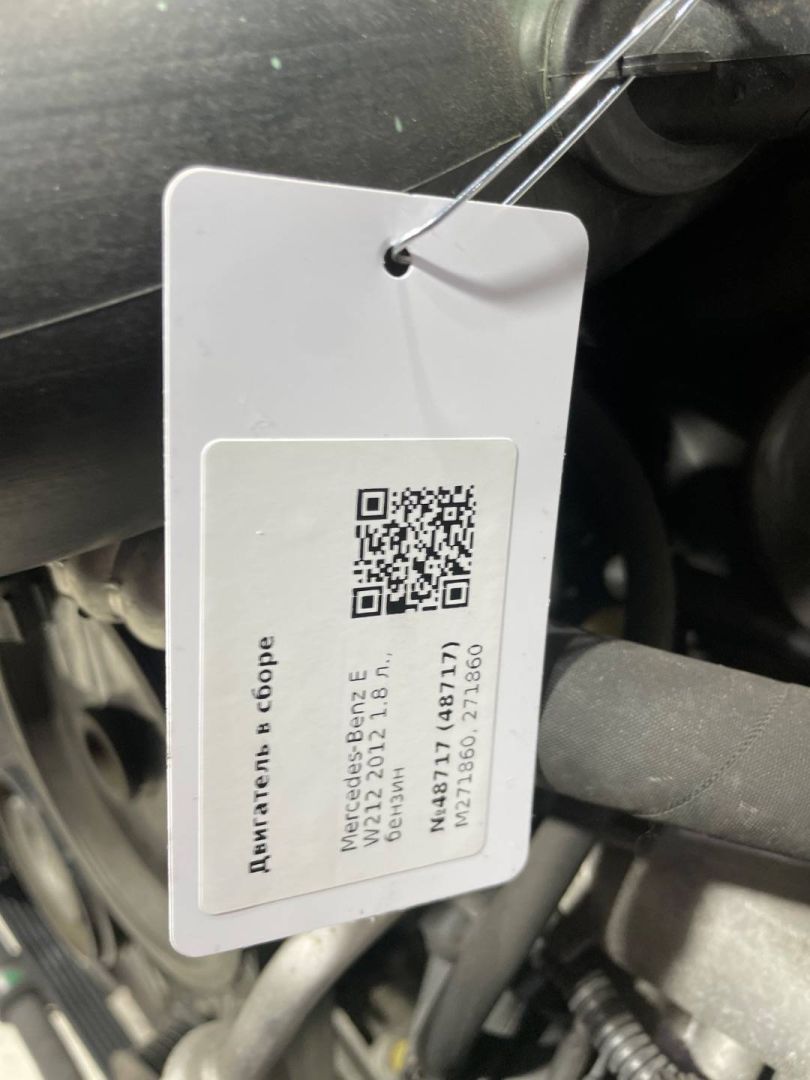 Двигатель в сборе
Mercedes-Benz E
W212 2012 1.8 л.,
бензин
№48717 (48717)
M271860, 271860